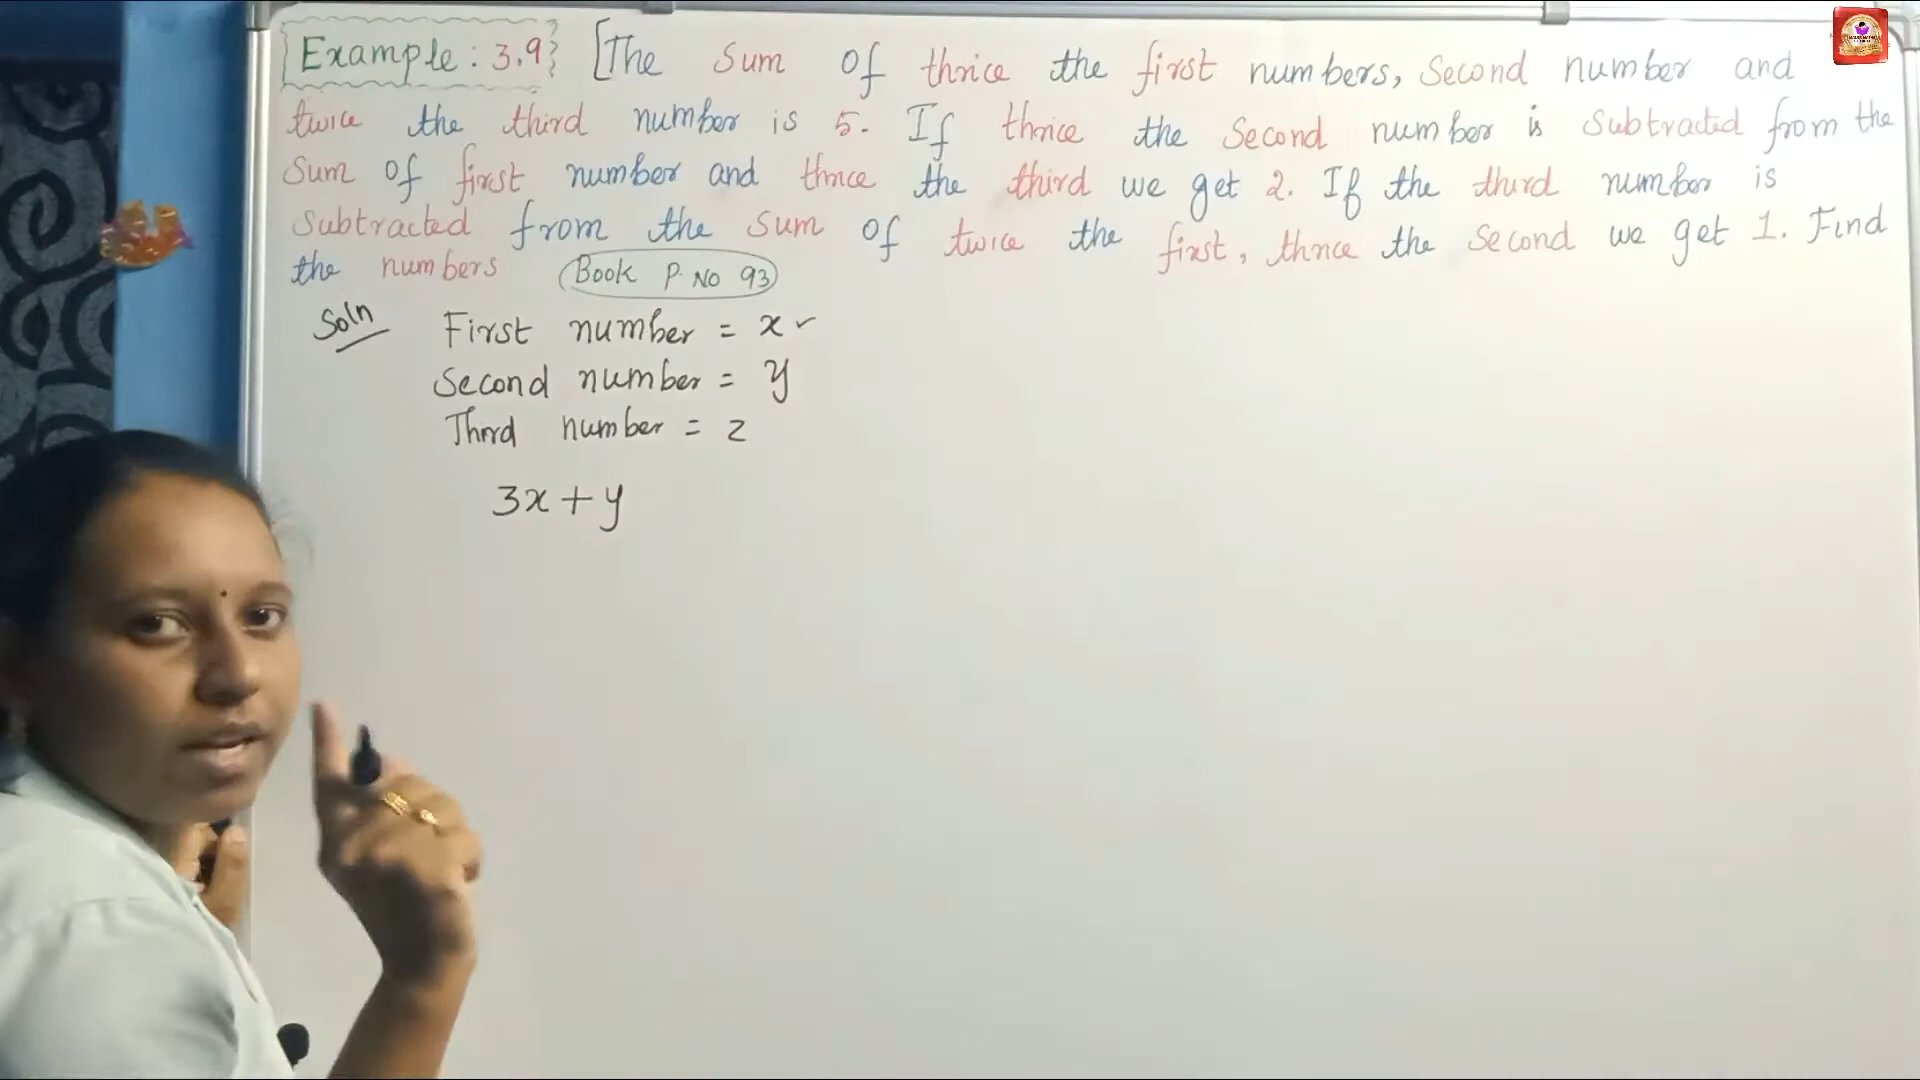 Example: 3.9 [The Sum of thrice the first numbers, Second number and
twice the third number is 5. If thrice the Second number is Subtracted from the
Sum of first number and thrice the third we get 2. If the third number is
Subtracted from the Sum of twice the first, thrice the Second we get 1. Find
the numbers Book P. No 93
Soln First number = x ✓
Second number = y
Third number = z
3x + y